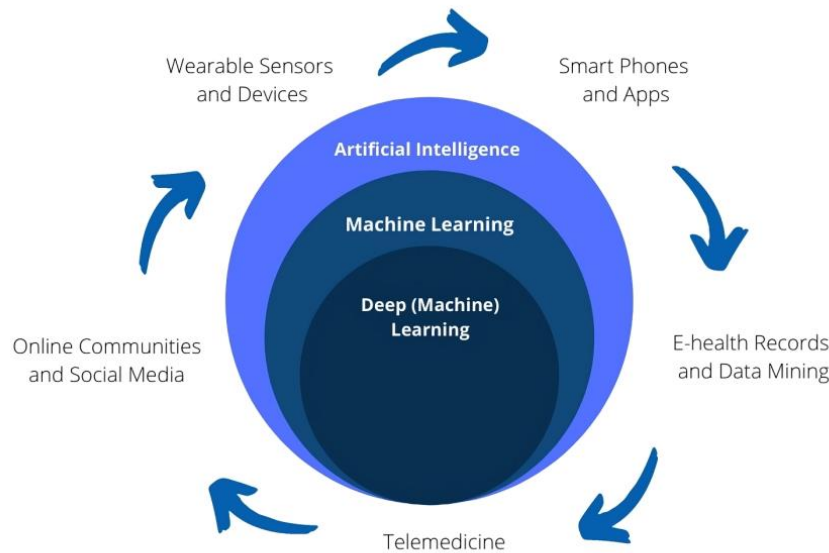 Wearable Sensors
and Devices
Smart Phones
and Apps
Artificial Intelligence
Machine Learning
Deep (Machine)
Learning
Online Communities
and Social Media
E-health Records
and Data Mining
Telemedicine